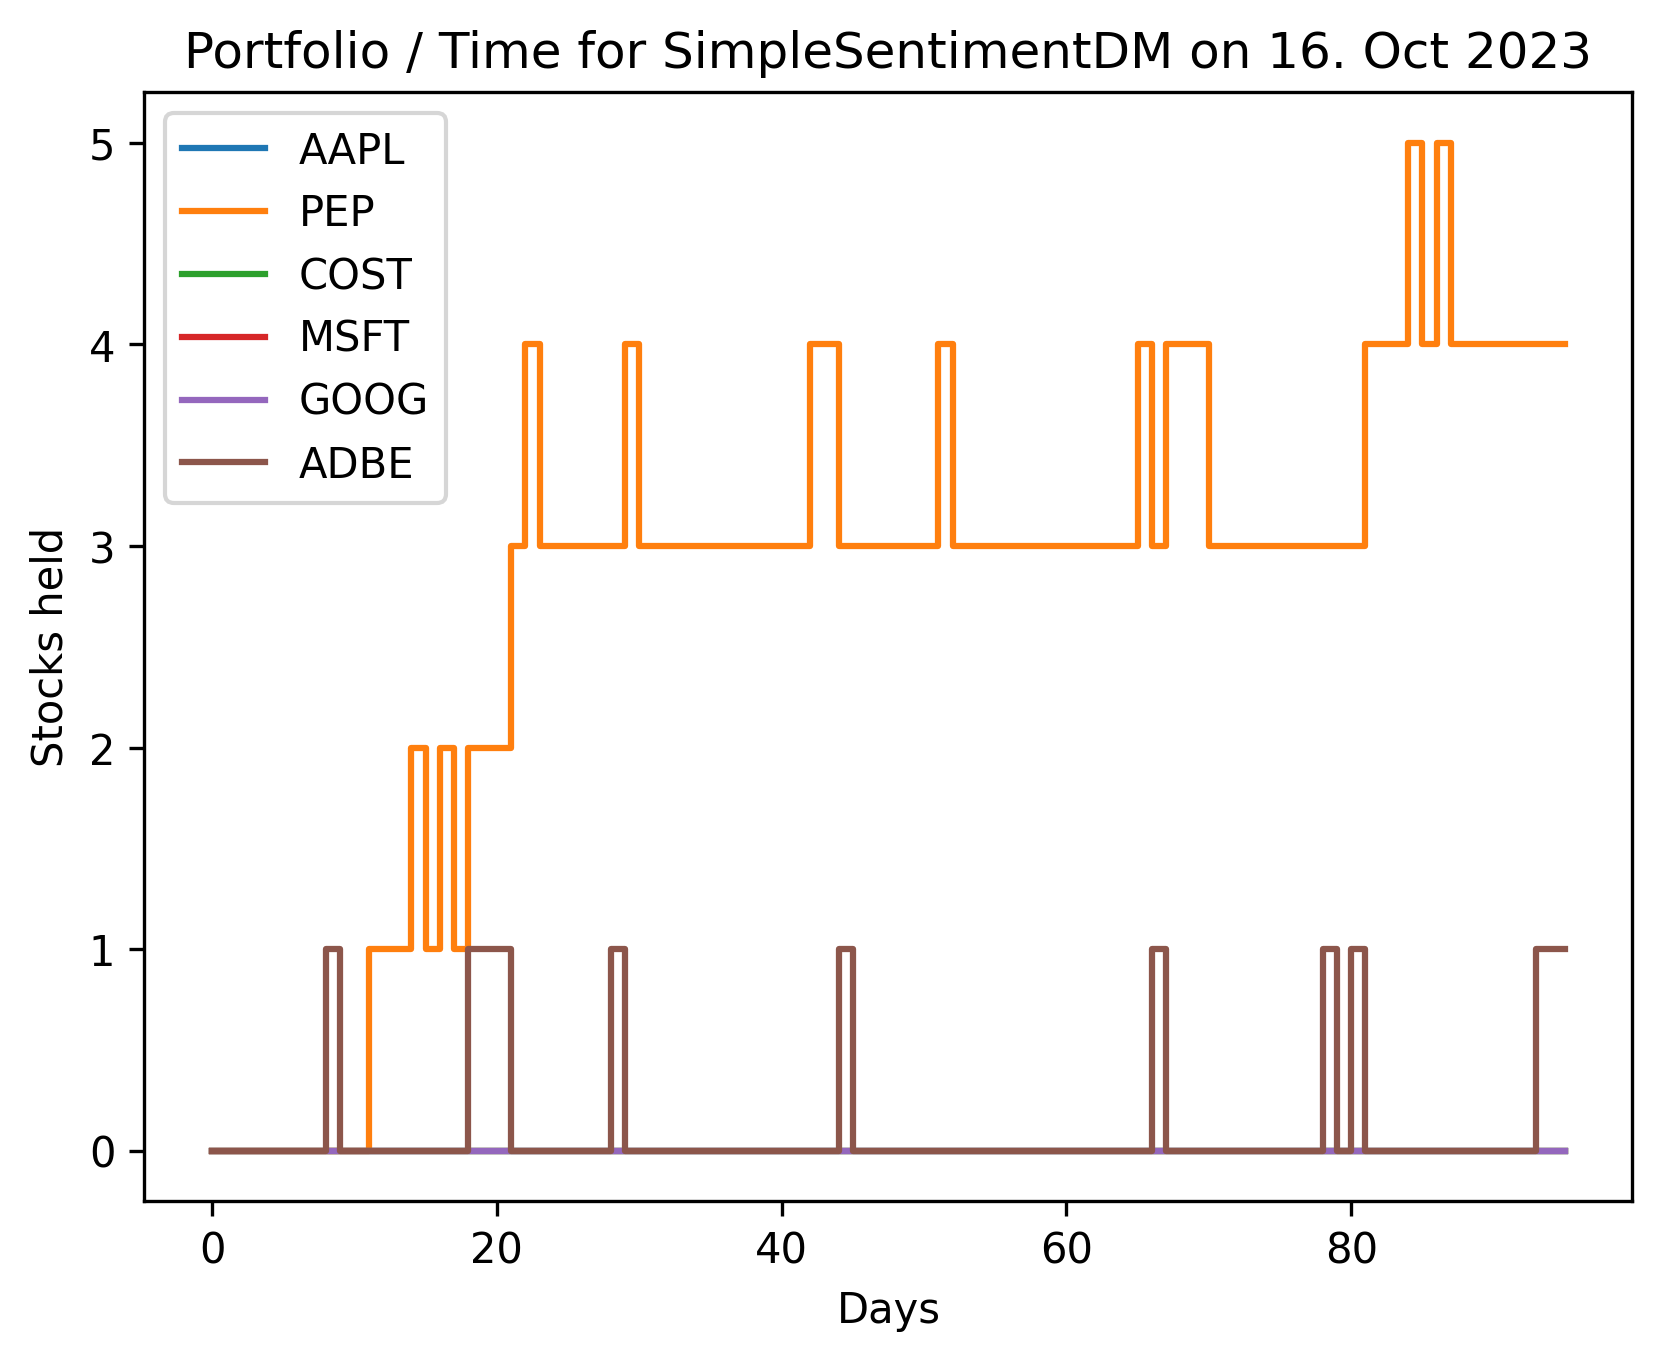 Portfolio / Time for SimpleSentimentDM on 16. Oct 2023
AAPL
PEP
COST
MSFT
GOOG
ADBE
Stocks held
5
4
3
2
1
0
0 20 40 60 80
Days